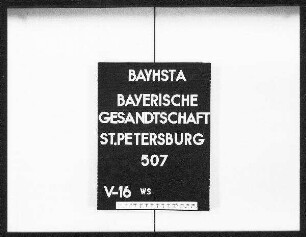 BAYHSTA
BAYERISCHE
GESANDTSCHAFT
ST.PETERSBURG
507
V-16 WS